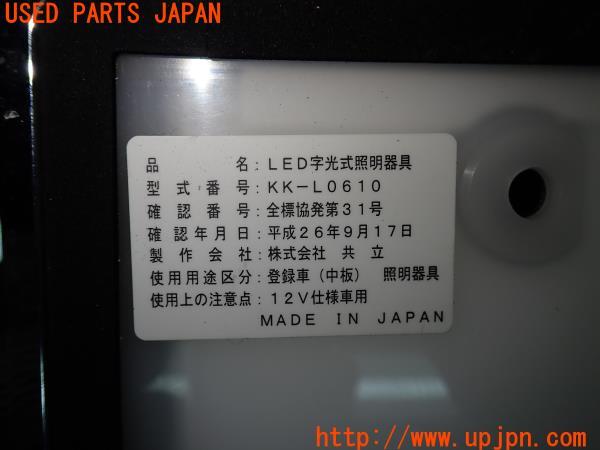 USED PARTS JAPAN
品　　　　　名：LED字光式照明器具
型　式　番　号：KK－L0610
確　認　番　号：全標協発第31号
確認年月日：平成26年9月17日
製　作　会　社：株式会社　共　立
使用用途区分：登録車（中板）　照明器具
使用上の注意点：12V仕様車用
MADE　IN　JAPAN
http://www.upjpn.com/